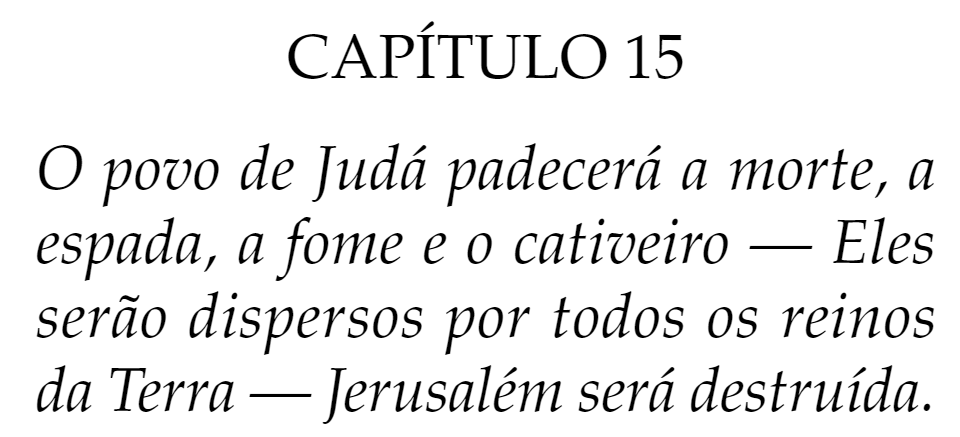 CAPÍTULO 15
O povo de Judá padecerá a morte, a
espada, a fome e o cativeiro — Eles
serão dispersos por todos os reinos
da Terra — Jerusalém será destruída.